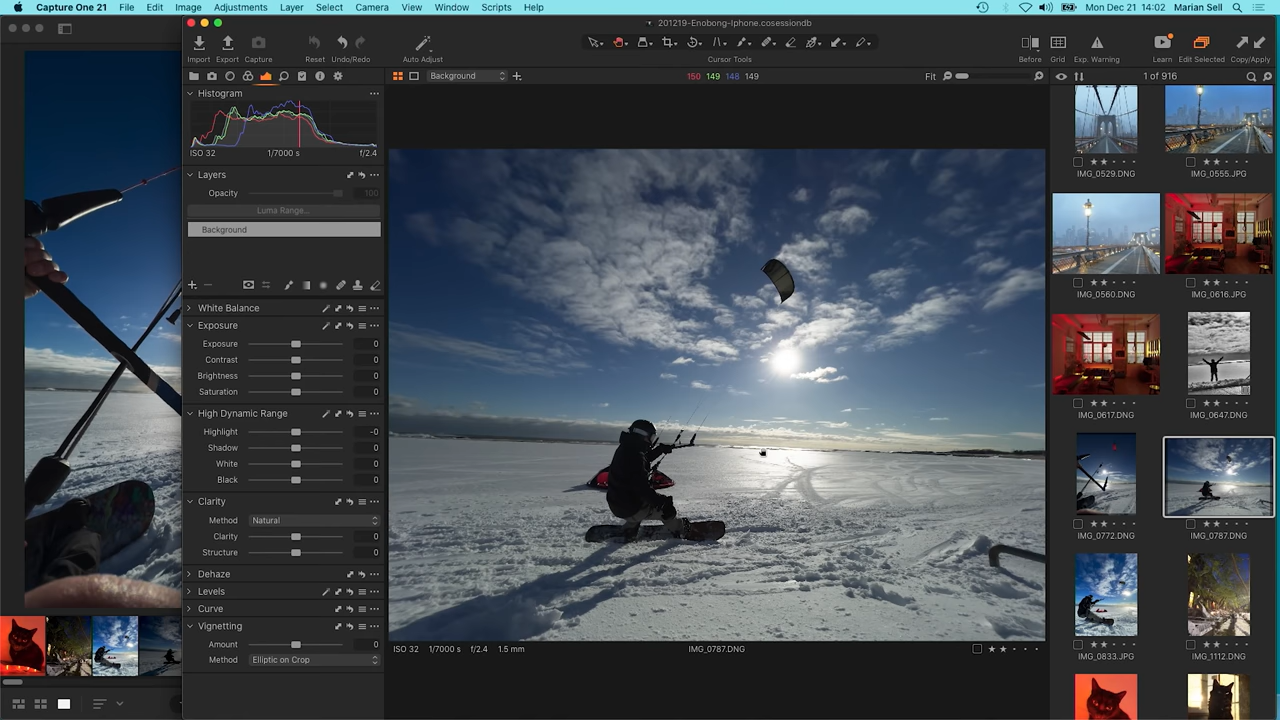 Capture One 21 File Edit Image Adjustments Layer Select Camera View Window Scripts Help Mon Dec 21 14:02 Marian Sell
201219-Enobong-Iphone.cosessiondb
Import Export Capture Reset Undo/Redo Auto Adjust Cursor Tools Before Grid Exp. Warning Learn Edit Selected Copy/Apply
Background 150 149 148 149 Fit 1 of 916
Histogram
ISO 32 1/7000 s f/2.4
Layers
Opacity 100
Luma Range...
Background
White Balance
Exposure
Exposure 0
Contrast 0
Brightness 0
Saturation 0
High Dynamic Range
Highlight -0
Shadow 0
White 0
Black 0
Clarity
Method Natural
Clarity 0
Structure 0
Dehaze
Levels
Curve
Vignetting
Amount 0
Method Elliptic on Crop
ISO 32 1/7000 s f/2.4 1.5 mm IMG_0787.DNG
IMG_0529.DNG IMG_0555.JPG
IMG_0560.DNG IMG_0616.JPG
IMG_0617.DNG IMG_0647.DNG
IMG_0772.DNG IMG_0787.DNG
IMG_0833.JPG IMG_1112.DNG